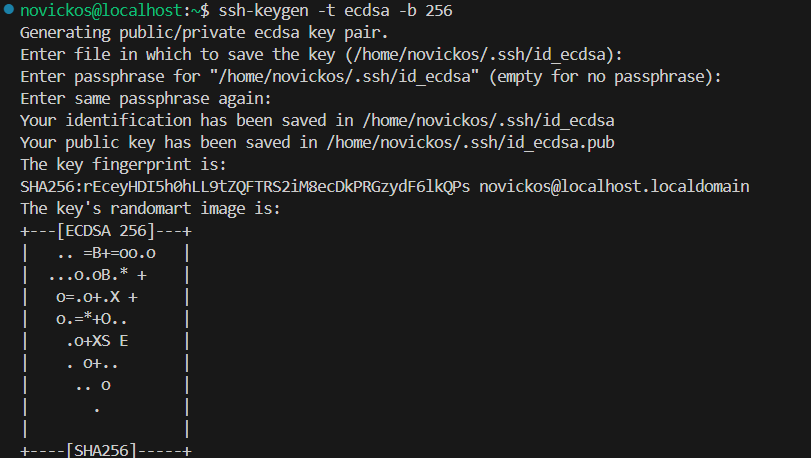 novickos@localhost:~$ ssh-keygen -t ecdsa -b 256
Generating public/private ecdsa key pair.
Enter file in which to save the key (/home/novickos/.ssh/id_ecdsa):
Enter passphrase for "/home/novickos/.ssh/id_ecdsa" (empty for no passphrase):
Enter same passphrase again:
Your identification has been saved in /home/novickos/.ssh/id_ecdsa
Your public key has been saved in /home/novickos/.ssh/id_ecdsa.pub
The key fingerprint is:
SHA256:rEceyHDI5h0hLL9tZQFTRS2iM8ecDkPRGzydF6lkQPs novickos@localhost.localdomain
The key's randomart image is:
+---[ECDSA 256]---+
|   .. =B+=oo.o   |
|  ...o.oB.* +    |
|   o=.o+.X +     |
|   o.=*+O..      |
|    .o+XS E      |
|    . o+..       |
|     .. o        |
|       .         |
|                 |
+----[SHA256]-----+